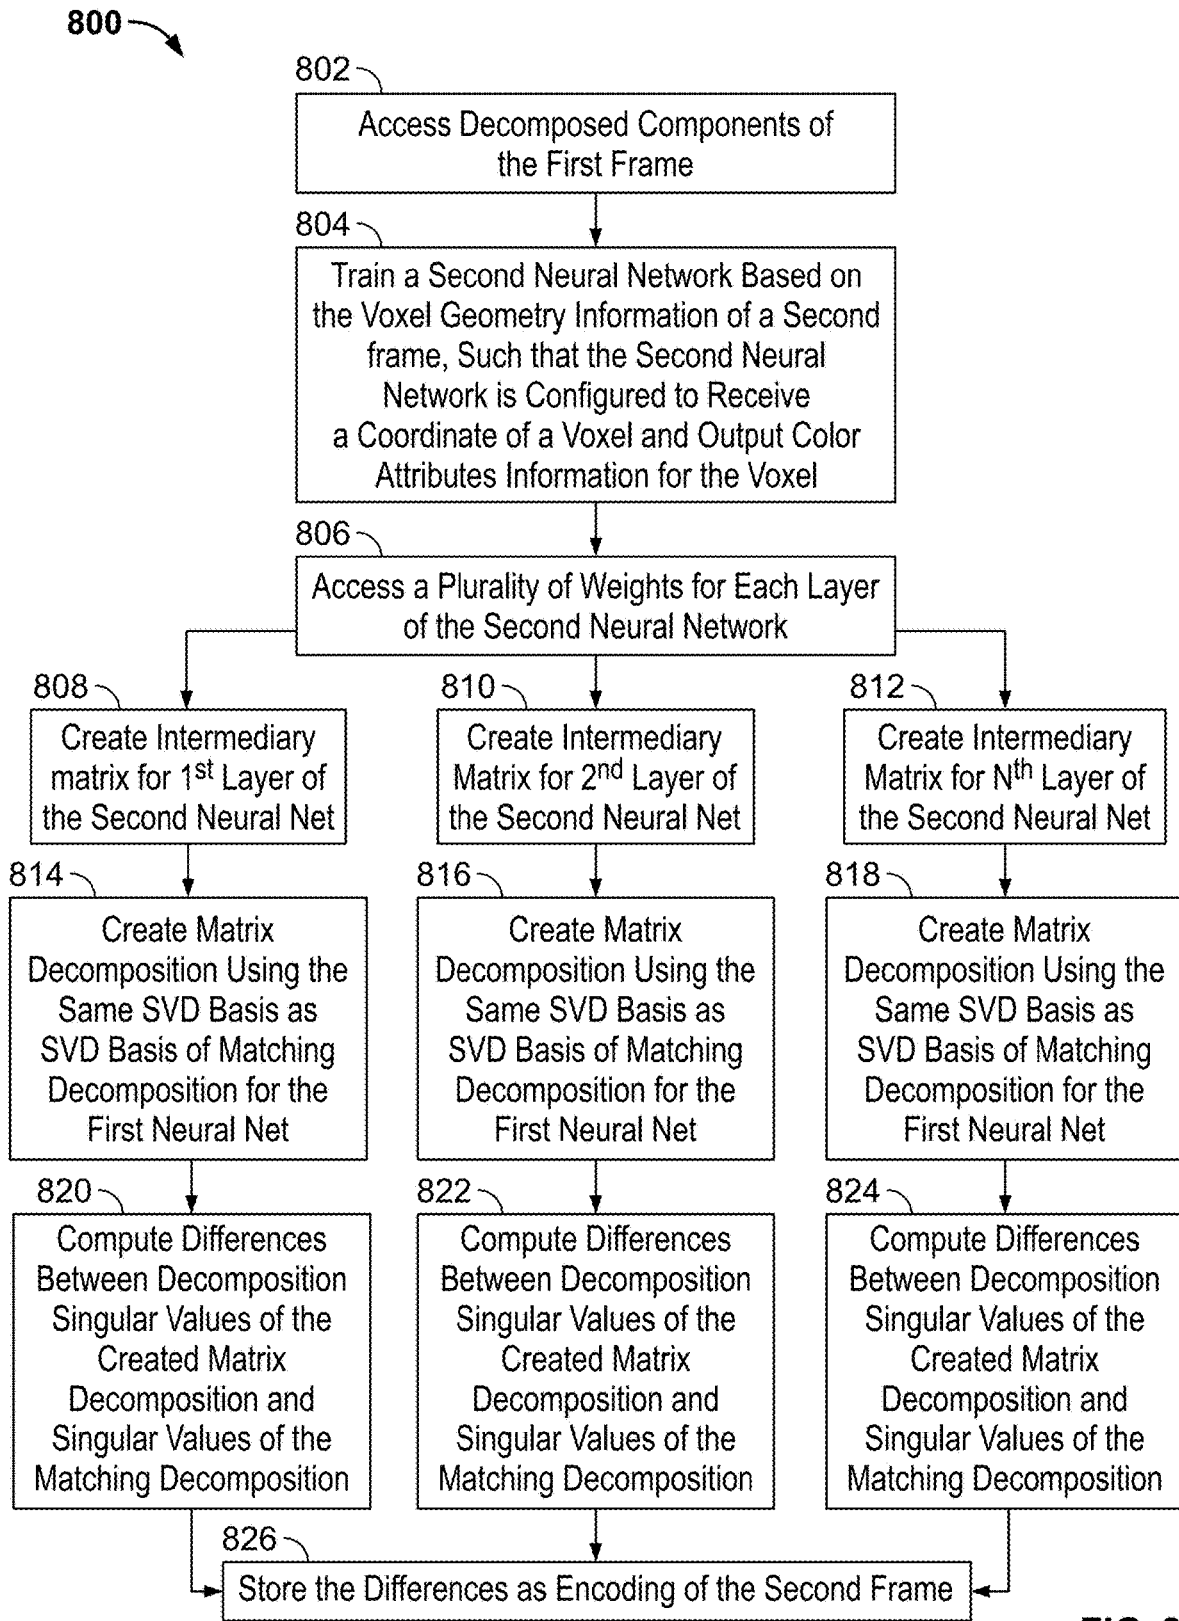 800
802
Access Decomposed Components of
the First Frame
804
Train a Second Neural Network Based on
the Voxel Geometry Information of a Second
frame, Such that the Second Neural
Network is Configured to Receive
a Coordinate of a Voxel and Output Color
Attributes Information for the Voxel
806
Access a Plurality of Weights for Each Layer
of the Second Neural Network
808
Create Intermediary
matrix for 1st Layer of
the Second Neural Net
810
Create Intermediary
Matrix for 2nd Layer of
the Second Neural Net
812
Create Intermediary
Matrix for Nth Layer of
the Second Neural Net
814
Create Matrix
Decomposition Using the
Same SVD Basis as
SVD Basis of Matching
Decomposition for the
First Neural Net
816
Create Matrix
Decomposition Using the
Same SVD Basis as
SVD Basis of Matching
Decomposition for the
First Neural Net
818
Create Matrix
Decomposition Using the
Same SVD Basis as
SVD Basis of Matching
Decomposition for the
First Neural Net
820
Compute Differences
Between Decomposition
Singular Values of the
Created Matrix
Decomposition and
Singular Values of the
Matching Decomposition
822
Compute Differences
Between Decomposition
Singular Values of the
Created Matrix
Decomposition and
Singular Values of the
Matching Decomposition
824
Compute Differences
Between Decomposition
Singular Values of the
Created Matrix
Decomposition and
Singular Values of the
Matching Decomposition
826
Store the Differences as Encoding of the Second Frame